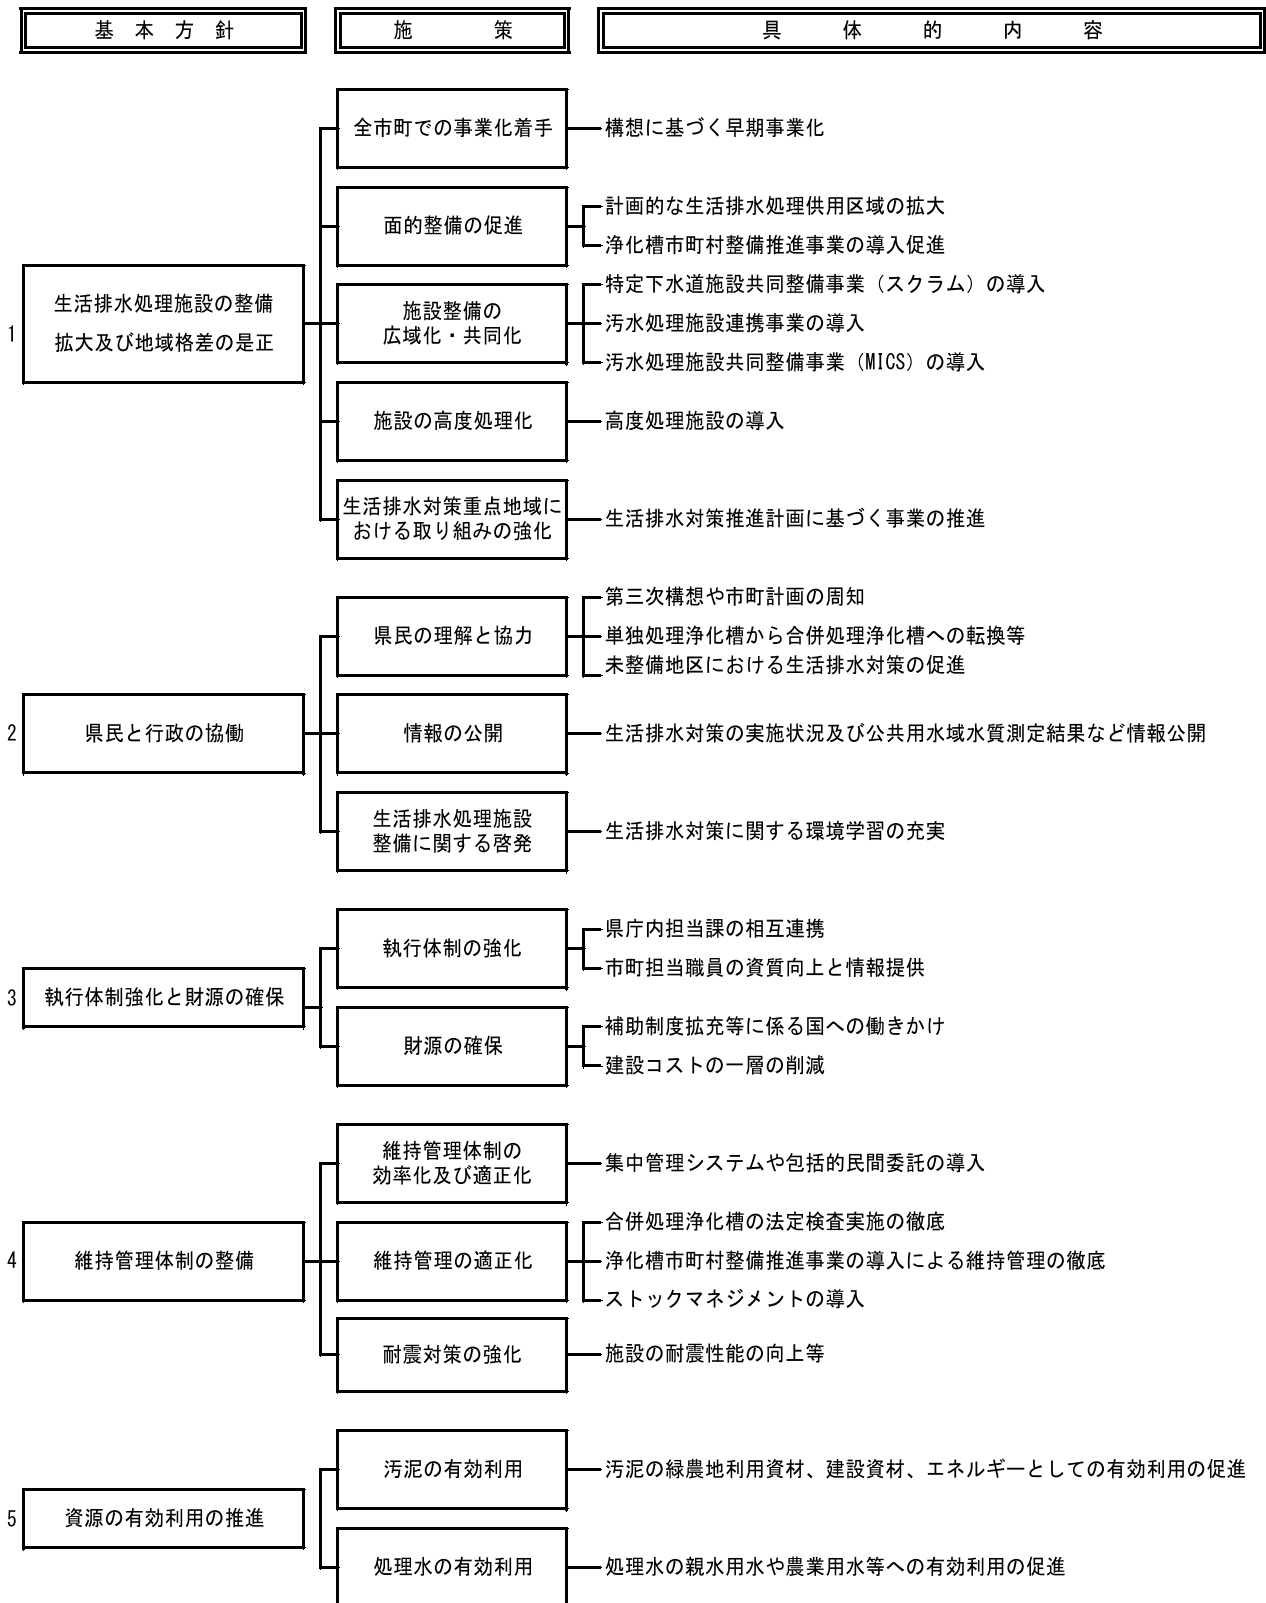 基本方針
施策
具体的内容
1
生活排水処理施設の整備
拡大及び地域格差の是正
全市町での事業化着手
構想に基づく早期事業化
面的整備の促進
計画的な生活排水処理供用区域の拡大
浄化槽市町村整備推進事業の導入促進
施設整備の
広域化・共同化
特定下水道施設共同整備事業（スクラム）の導入
汚水処理施設連携事業の導入
汚水処理施設共同整備事業（MICS）の導入
施設の高度処理化
高度処理施設の導入
生活排水対策重点地域に
おける取り組みの強化
生活排水対策推進計画に基づく事業の推進
2
県民と行政の協働
県民の理解と協力
第三次構想や市町計画の周知
単独処理浄化槽から合併処理浄化槽への転換等
未整備地区における生活排水対策の促進
情報の公開
生活排水対策の実施状況及び公共用水域水質測定結果など情報公開
生活排水処理施設
整備に関する啓発
生活排水対策に関する環境学習の充実
3
執行体制強化と財源の確保
執行体制の強化
県庁内担当課の相互連携
市町担当職員の資質向上と情報提供
財源の確保
補助制度拡充等に係る国への働きかけ
建設コストの一層の削減
4
維持管理体制の整備
維持管理体制の
効率化及び適正化
集中管理システムや包括的民間委託の導入
維持管理の適正化
合併処理浄化槽の法定検査実施の徹底
浄化槽市町村整備推進事業の導入による維持管理の徹底
ストックマネジメントの導入
耐震対策の強化
施設の耐震性能の向上等
5
資源の有効利用の推進
汚泥の有効利用
汚泥の緑農地利用資材、建設資材、エネルギーとしての有効利用の促進
処理水の有効利用
処理水の親水用水や農業用水等への有効利用の促進